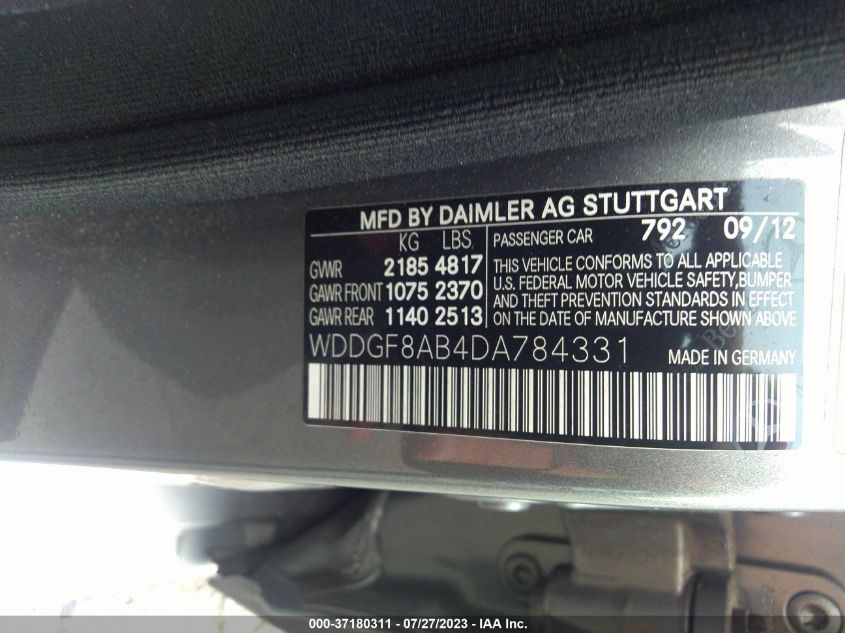 MFD BY DAIMLER AG STUTTGART
KG LBS
PASSENGER CAR 792 09/12
GVWR 2185 4817
GAWR FRONT 1075 2370
GAWR REAR 1140 2513
THIS VEHICLE CONFORMS TO ALL APPLICABLE
U.S. FEDERAL MOTOR VEHICLE SAFETY,BUMPER
AND THEFT PREVENTION STANDARDS IN EFFECT
ON THE DATE OF MANUFACTURE SHOWN ABOVE
WDDGF8AB4DA784331
MADE IN GERMANY
000-37180311 / 07/27/2023 - IAA Inc.